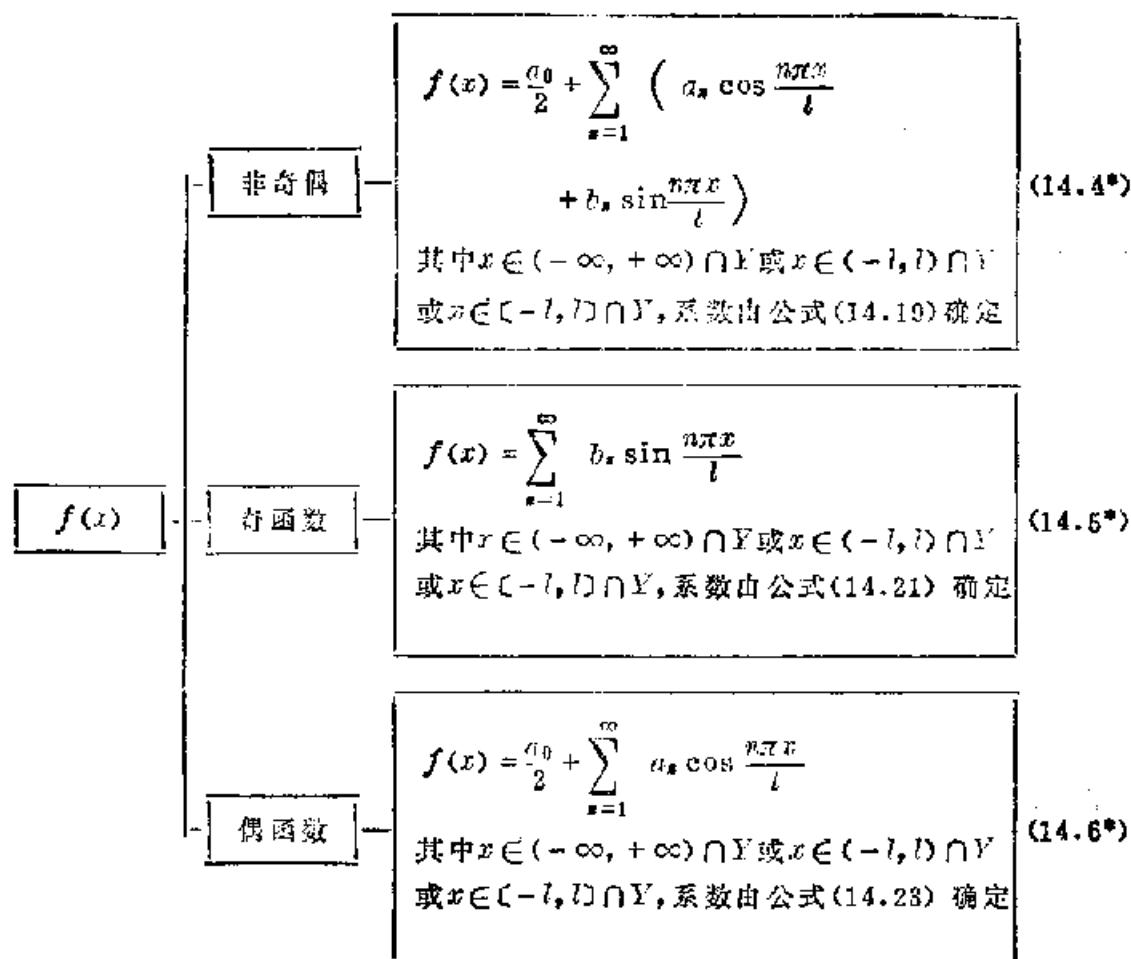 f(x) = a₀/2 + ∑_{n=1}^{∞} ( aₙ cos nπx/l
+ bₙ sin nπx/l )
非奇偶
(14.4*)
其中x∈(-∞, +∞)∩Y或x∈(-l, l)∩Y
或x∈[-l, l]∩Y,系数由公式(14.19)确定
f(x) = ∑_{n=1}^{∞} bₙ sin nπx/l
f(x)
奇函数
(14.5*)
其中x∈(-∞, +∞)∩Y或x∈(-l, l)∩Y
或x∈[-l, l]∩Y,系数由公式(14.21) 确定
f(x) = a₀/2 + ∑_{n=1}^{∞} aₙ cos nπx/l
偶函数
(14.6*)
其中x∈(-∞, +∞)∩Y或x∈(-l, l)∩Y
或x∈[-l, l]∩Y,系数由公式(14.23) 确定